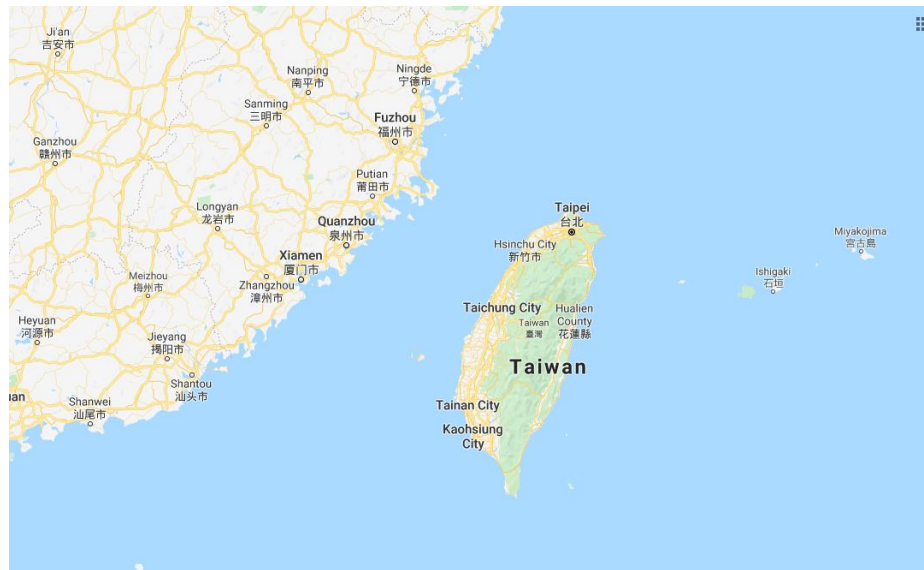 Ji'an
吉安市
Nanping
南平市
Ningde
宁德市
Sanming
三明市
Fuzhou
福州市
Ganzhou
赣州市
Putian
莆田市
Longyan
龙岩市
Quanzhou
泉州市
Taipei
台北
Miyakojima
宮古島
Hsinchu City
新竹市
Xiamen
厦门市
Ishigaki
石垣
Meizhou
梅州市
Zhangzhou
漳州市
Taichung City
Hualien
County
花蓮縣
Taiwan
臺灣
Heyuan
河源市
Jieyang
揭阳市
Taiwan
Shantou
汕头市
uan
Shanwei
汕尾市
Tainan City
Kaohsiung
City